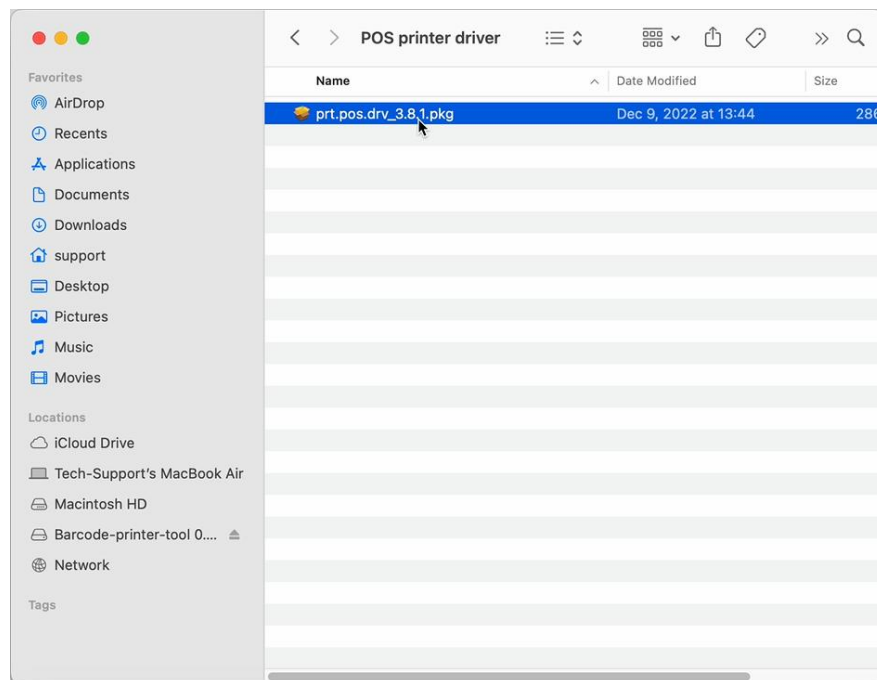 POS printer driver
Favorites
AirDrop
Recents
Applications
Documents
Downloads
support
Desktop
Pictures
Music
Movies
Locations
iCloud Drive
Tech-Support's MacBook Air
Macintosh HD
Barcode-printer-tool 0....
Network
Tags
Name Date Modified Size
prt.pos.drv_3.8.1.pkg Dec 9, 2022 at 13:44